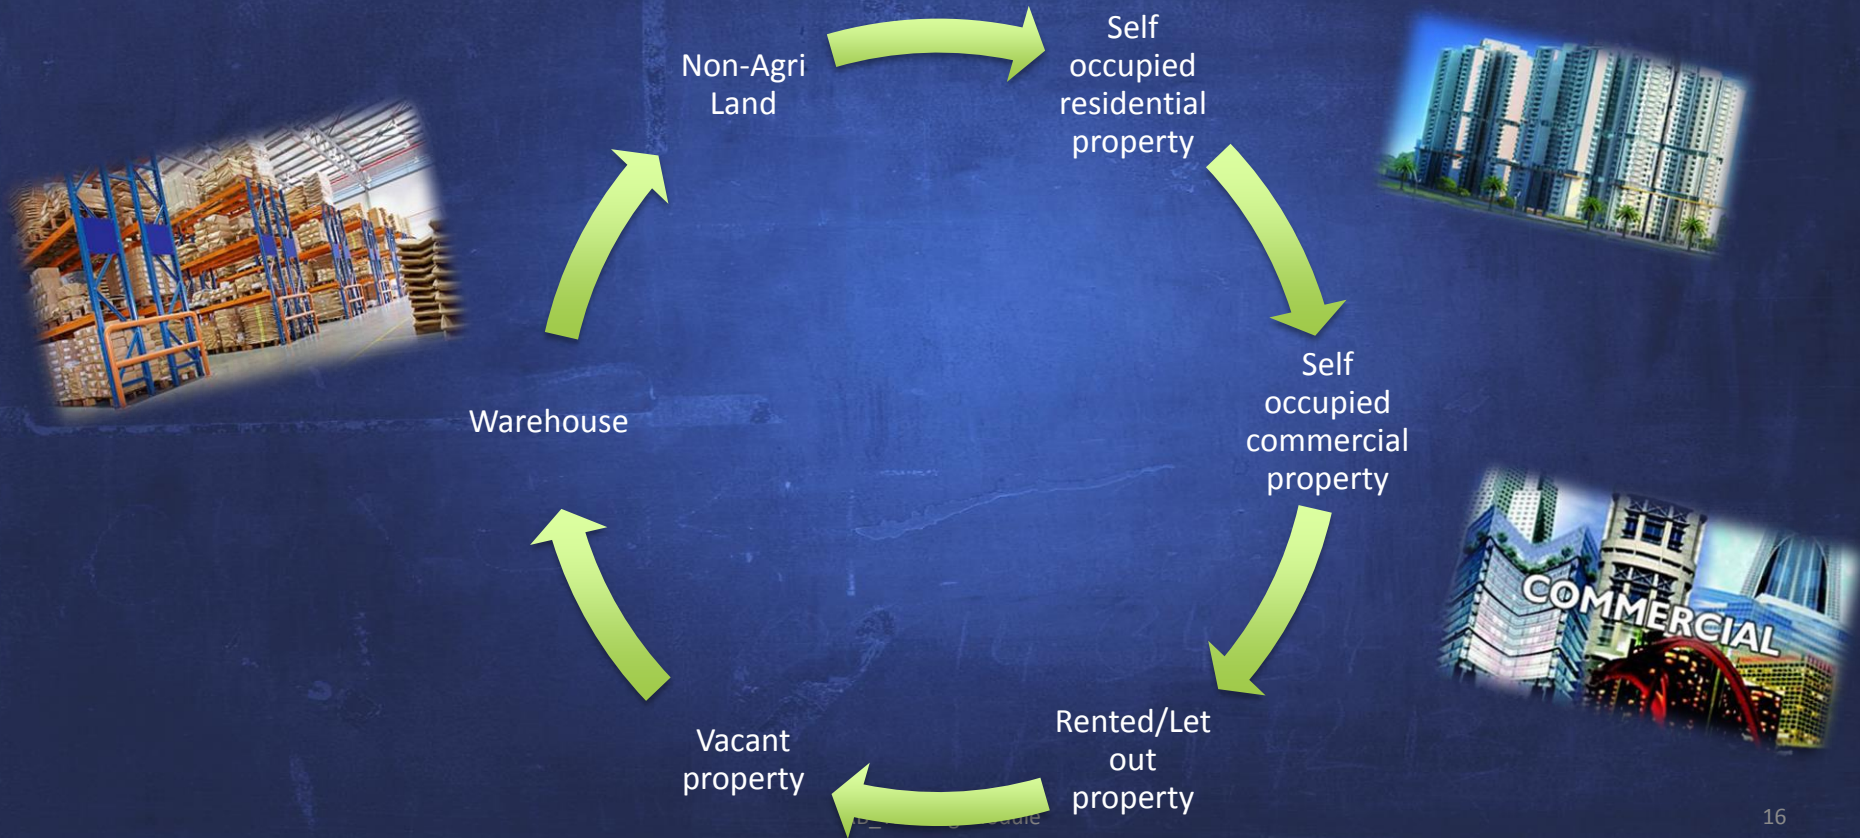 Self
occupied
residential
property
Self
occupied
commercial
property
Rented/Let
out
property
Vacant
property
Warehouse
Non-Agri
Land
COMMERCIAL
16